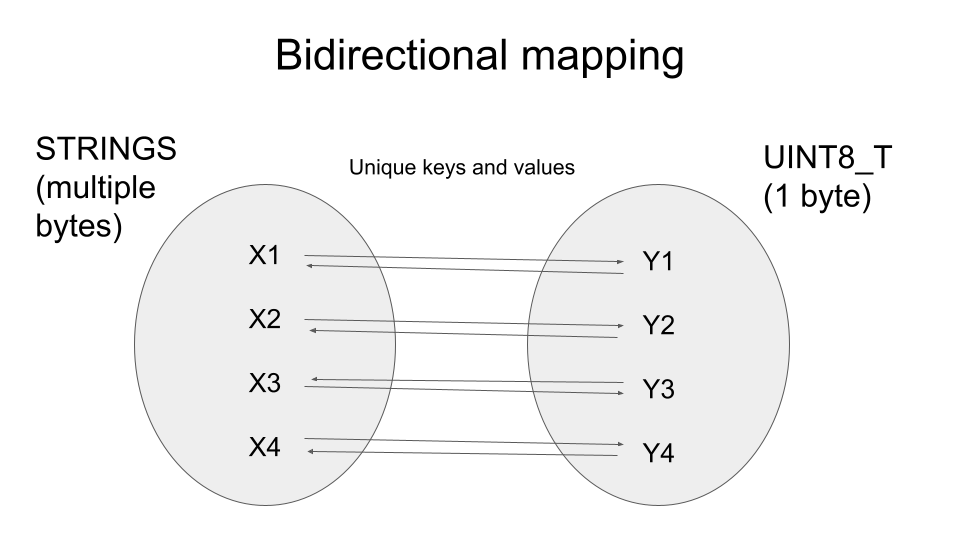 Bidirectional mapping
STRINGS
(multiple
bytes)
Unique keys and values
UINT8_T
(1 byte)
X1
Y1
X2
Y2
X3
Y3
X4
Y4